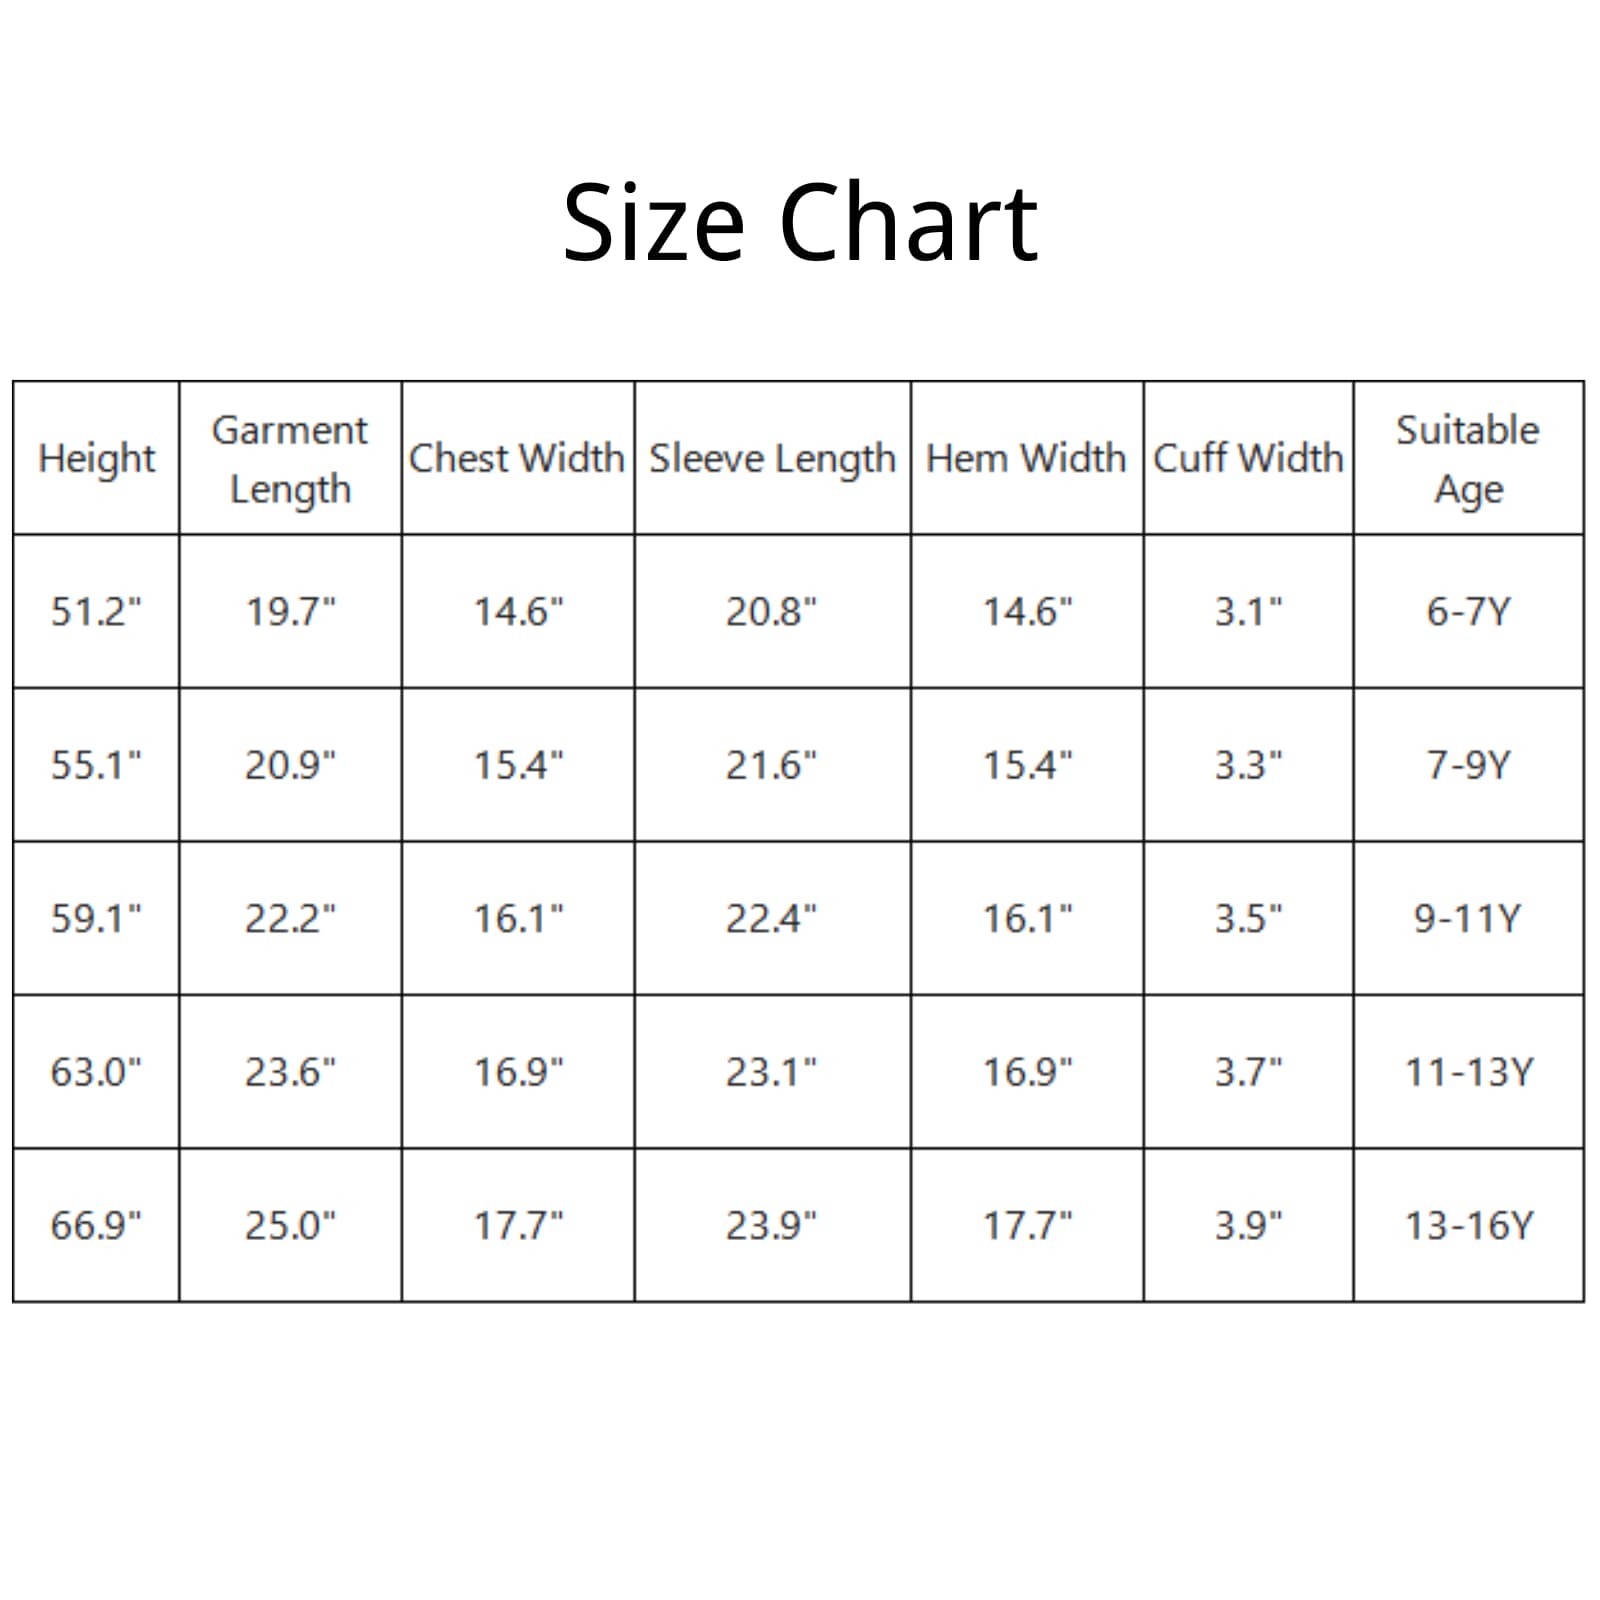 Size Chart
Height Garment Length Chest Width Sleeve Length Hem Width Cuff Width Suitable Age
51.2" 19.7" 14.6" 20.8" 14.6" 3.1" 6-7Y
55.1" 20.9" 15.4" 21.6" 15.4" 3.3" 7-9Y
59.1" 22.2" 16.1" 22.4" 16.1" 3.5" 9-11Y
63.0" 23.6" 16.9" 23.1" 16.9" 3.7" 11-13Y
66.9" 25.0" 17.7" 23.9" 17.7" 3.9" 13-16Y